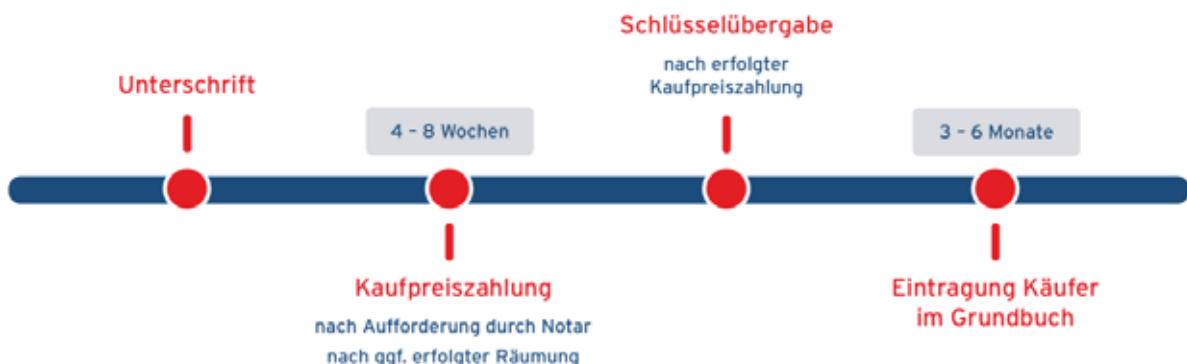 Unterschrift
4 – 8 Wochen
Kaufpreiszahlung
nach Aufforderung durch Notar
nach ggf. erfolgter Räumung
Schlüsselübergabe
nach erfolgter
Kaufpreiszahlung
3 – 6 Monate
Eintragung Käufer
im Grundbuch